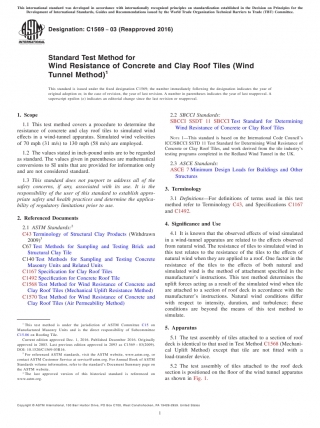 This international standard was developed in accordance with internationally recognized principles on standardization established in the Decision on Principles for the
Development of International Standards, Guides and Recommendations issued by the World Trade Organization Technical Barriers to Trade (TBT) Committee.
Designation: C1569 − 03 (Reapproved 2016)
INTERNATIONAL
Standard Test Method for
Wind Resistance of Concrete and Clay Roof Tiles (Wind
Tunnel Method)1
This standard is issued under the fixed designation C1569; the number immediately following the designation indicates the year of
original adoption or, in the case of revision, the year of last revision. A number in parentheses indicates the year of last reapproval. A
superscript epsilon (ε) indicates an editorial change since the last revision or reapproval.
1. Scope
1.1 This test method covers a procedure to determine the
resistance of concrete and clay roof tiles to simulated wind
effects in a wind-tunnel apparatus. Simulated wind velocities
of 70 mph (31 m/s) to 130 mph (58 m/s) are employed.
1.2 The values stated in inch-pound units are to be regarded
as standard. The values given in parentheses are mathematical
conversions to SI units that are provided for information only
and are not considered standard.
1.3 This standard does not purport to address all of the
safety concerns, if any, associated with its use. It is the
responsibility of the user of this standard to establish appro-
priate safety and health practices and determine the applica-
bility of regulatory limitations prior to use.
2. Referenced Documents
2.1 ASTM Standards:2
C43 Terminology of Structural Clay Products (Withdrawn
2009)3
C67 Test Methods for Sampling and Testing Brick and
Structural Clay Tile
C140 Test Methods for Sampling and Testing Concrete
Masonry Units and Related Units
C1167 Specification for Clay Roof Tiles
C1492 Specification for Concrete Roof Tile
C1568 Test Method for Wind Resistance of Concrete and
Clay Roof Tiles (Mechanical Uplift Resistance Method)
C1570 Test Method for Wind Resistance of Concrete and
Clay Roof Tiles (Air Permeability Method)
1 This test method is under the jurisdiction of ASTM Committee C15 on
Manufactured Masonry Units and is the direct responsibility of Subcommittee
C15.06 on Roofing Tile.
Current edition approved Dec. 1, 2016. Published December 2016. Originally
approved in 2003. Last previous edition approved in 2003 as C1569 – 03(2009).
2 For referenced ASTM standards, visit the ASTM website, www.astm.org, or
contact ASTM Customer Service at service@astm.org. For Annual Book of ASTM
Standards volume information, refer to the standard's Document Summary page on
the ASTM website.
3 The last approved version of this historical standard is referenced on
www.astm.org.
2.2 SBCCI Standards:
SBCCI SSTD 11 SBCCI Test Standard for Determining
Wind Resistance of Concrete or Clay Roof Tiles
NOTE 1—This standard is based on the International Code Council's
ICC/SBCCI SSTD 11 Test Standard for Determining Wind Resistance of
Concrete or Clay Roof Tiles, and work derived from the tile industry's
testing programs completed in the Redland Wind Tunnel in the UK.
2.3 ASCE Standards:
ASCE 7 Minimum Design Loads for Buildings and Other
Structures
3. Terminology
3.1 Definitions—For definitions of terms used in this test
method refer to Terminology C43, and Specifications C1167
and C1492.
4. Significance and Use
4.1 It is known that the observed effects of wind simulated
in a wind-tunnel apparatus are related to the effects observed
from natural wind. The resistance of tiles to simulated wind in
this test relates to the resistance of the tiles to the effects of
natural wind when they are applied to a roof. One factor in the
resistance of the tiles to the effects of both natural and
simulated wind is the method of attachment specified in the
manufacturer's instructions. This test method determines the
uplift forces acting as a result of the simulated wind when tile
are attached to a section of roof deck in accordance with the
manufacturer's instructions. Natural wind conditions differ
with respect to intensity, duration, and turbulence; these
conditions are beyond the means of this test method to
simulate.
5. Apparatus
5.1 The test assembly of tiles attached to a section of roof
deck is identical to that used in Test Method C1568 (Mechani-
cal Uplift Method) except that tile are not fitted with a
load-transfer device.
5.2 The test assembly of tiles attached to the roof deck
section is positioned on the floor of the wind tunnel apparatus
as shown in Fig. 1.
Copyright © ASTM International, 100 Barr Harbor Drive, PO Box C700, West Conshohocken, PA 19428-2959. United States
1